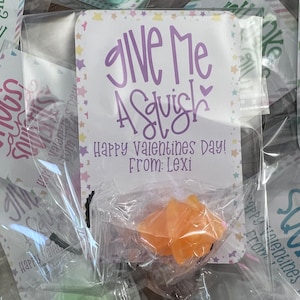 GIVE ME
A Squish
Happy Valentines Day!
From: Lexi